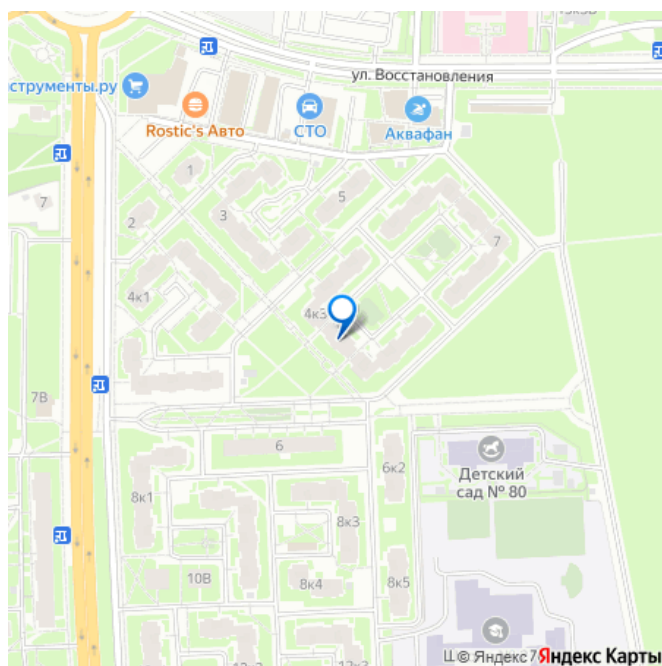 ул. Восстановления
струменты.ру
Rostic's Авто
СТО
Аквафан
1
5
7
2
3
7
4к1
4к3
7В
6
6к2
Детский
сад № 80
8к1
8к3
10В
8к4
8к5
© Яндекс
Яндекс Карты